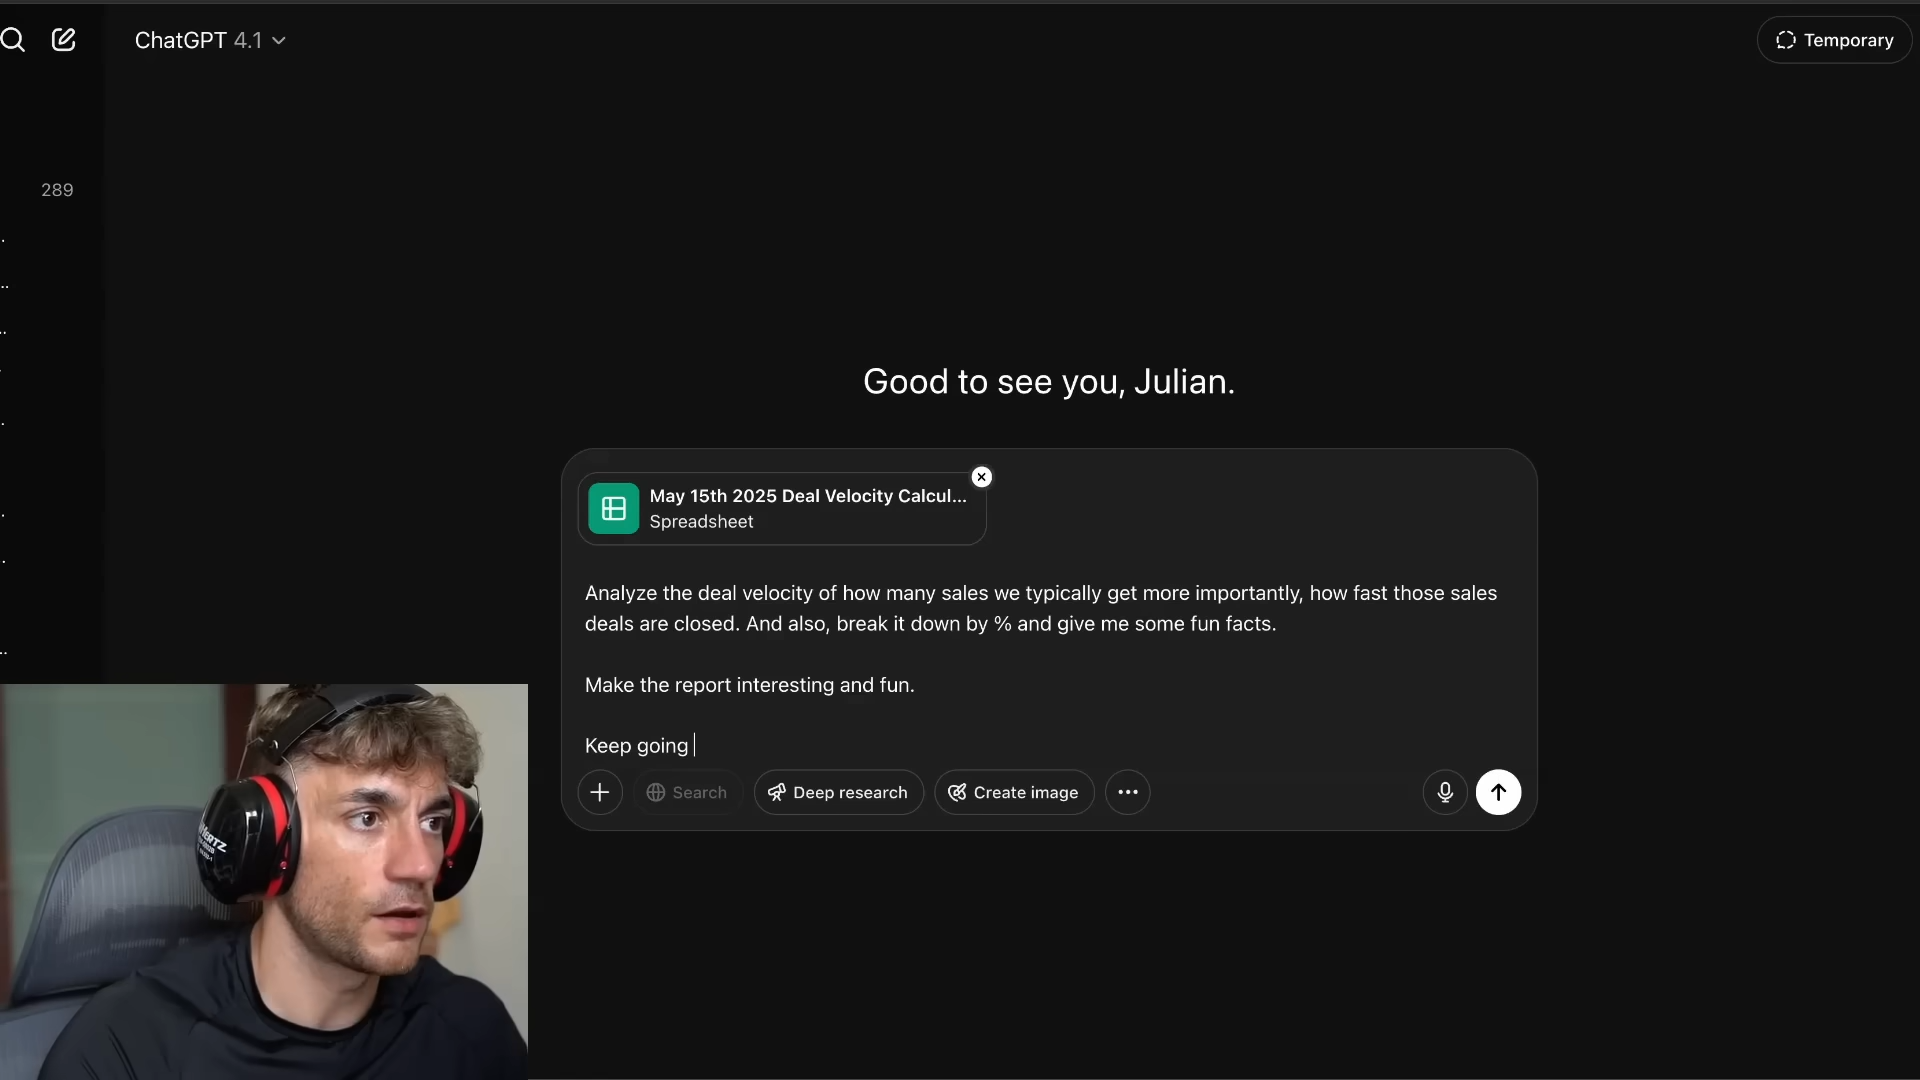 ChatGPT 4.1
Temporary
289
Good to see you, Julian.
May 15th 2025 Deal Velocity Calcul...
Spreadsheet
Analyze the deal velocity of how many sales we typically get more importantly, how fast those sales
deals are closed. And also, break it down by % and give me some fun facts.
Make the report interesting and fun.
Keep going
Search
Deep research
Create image